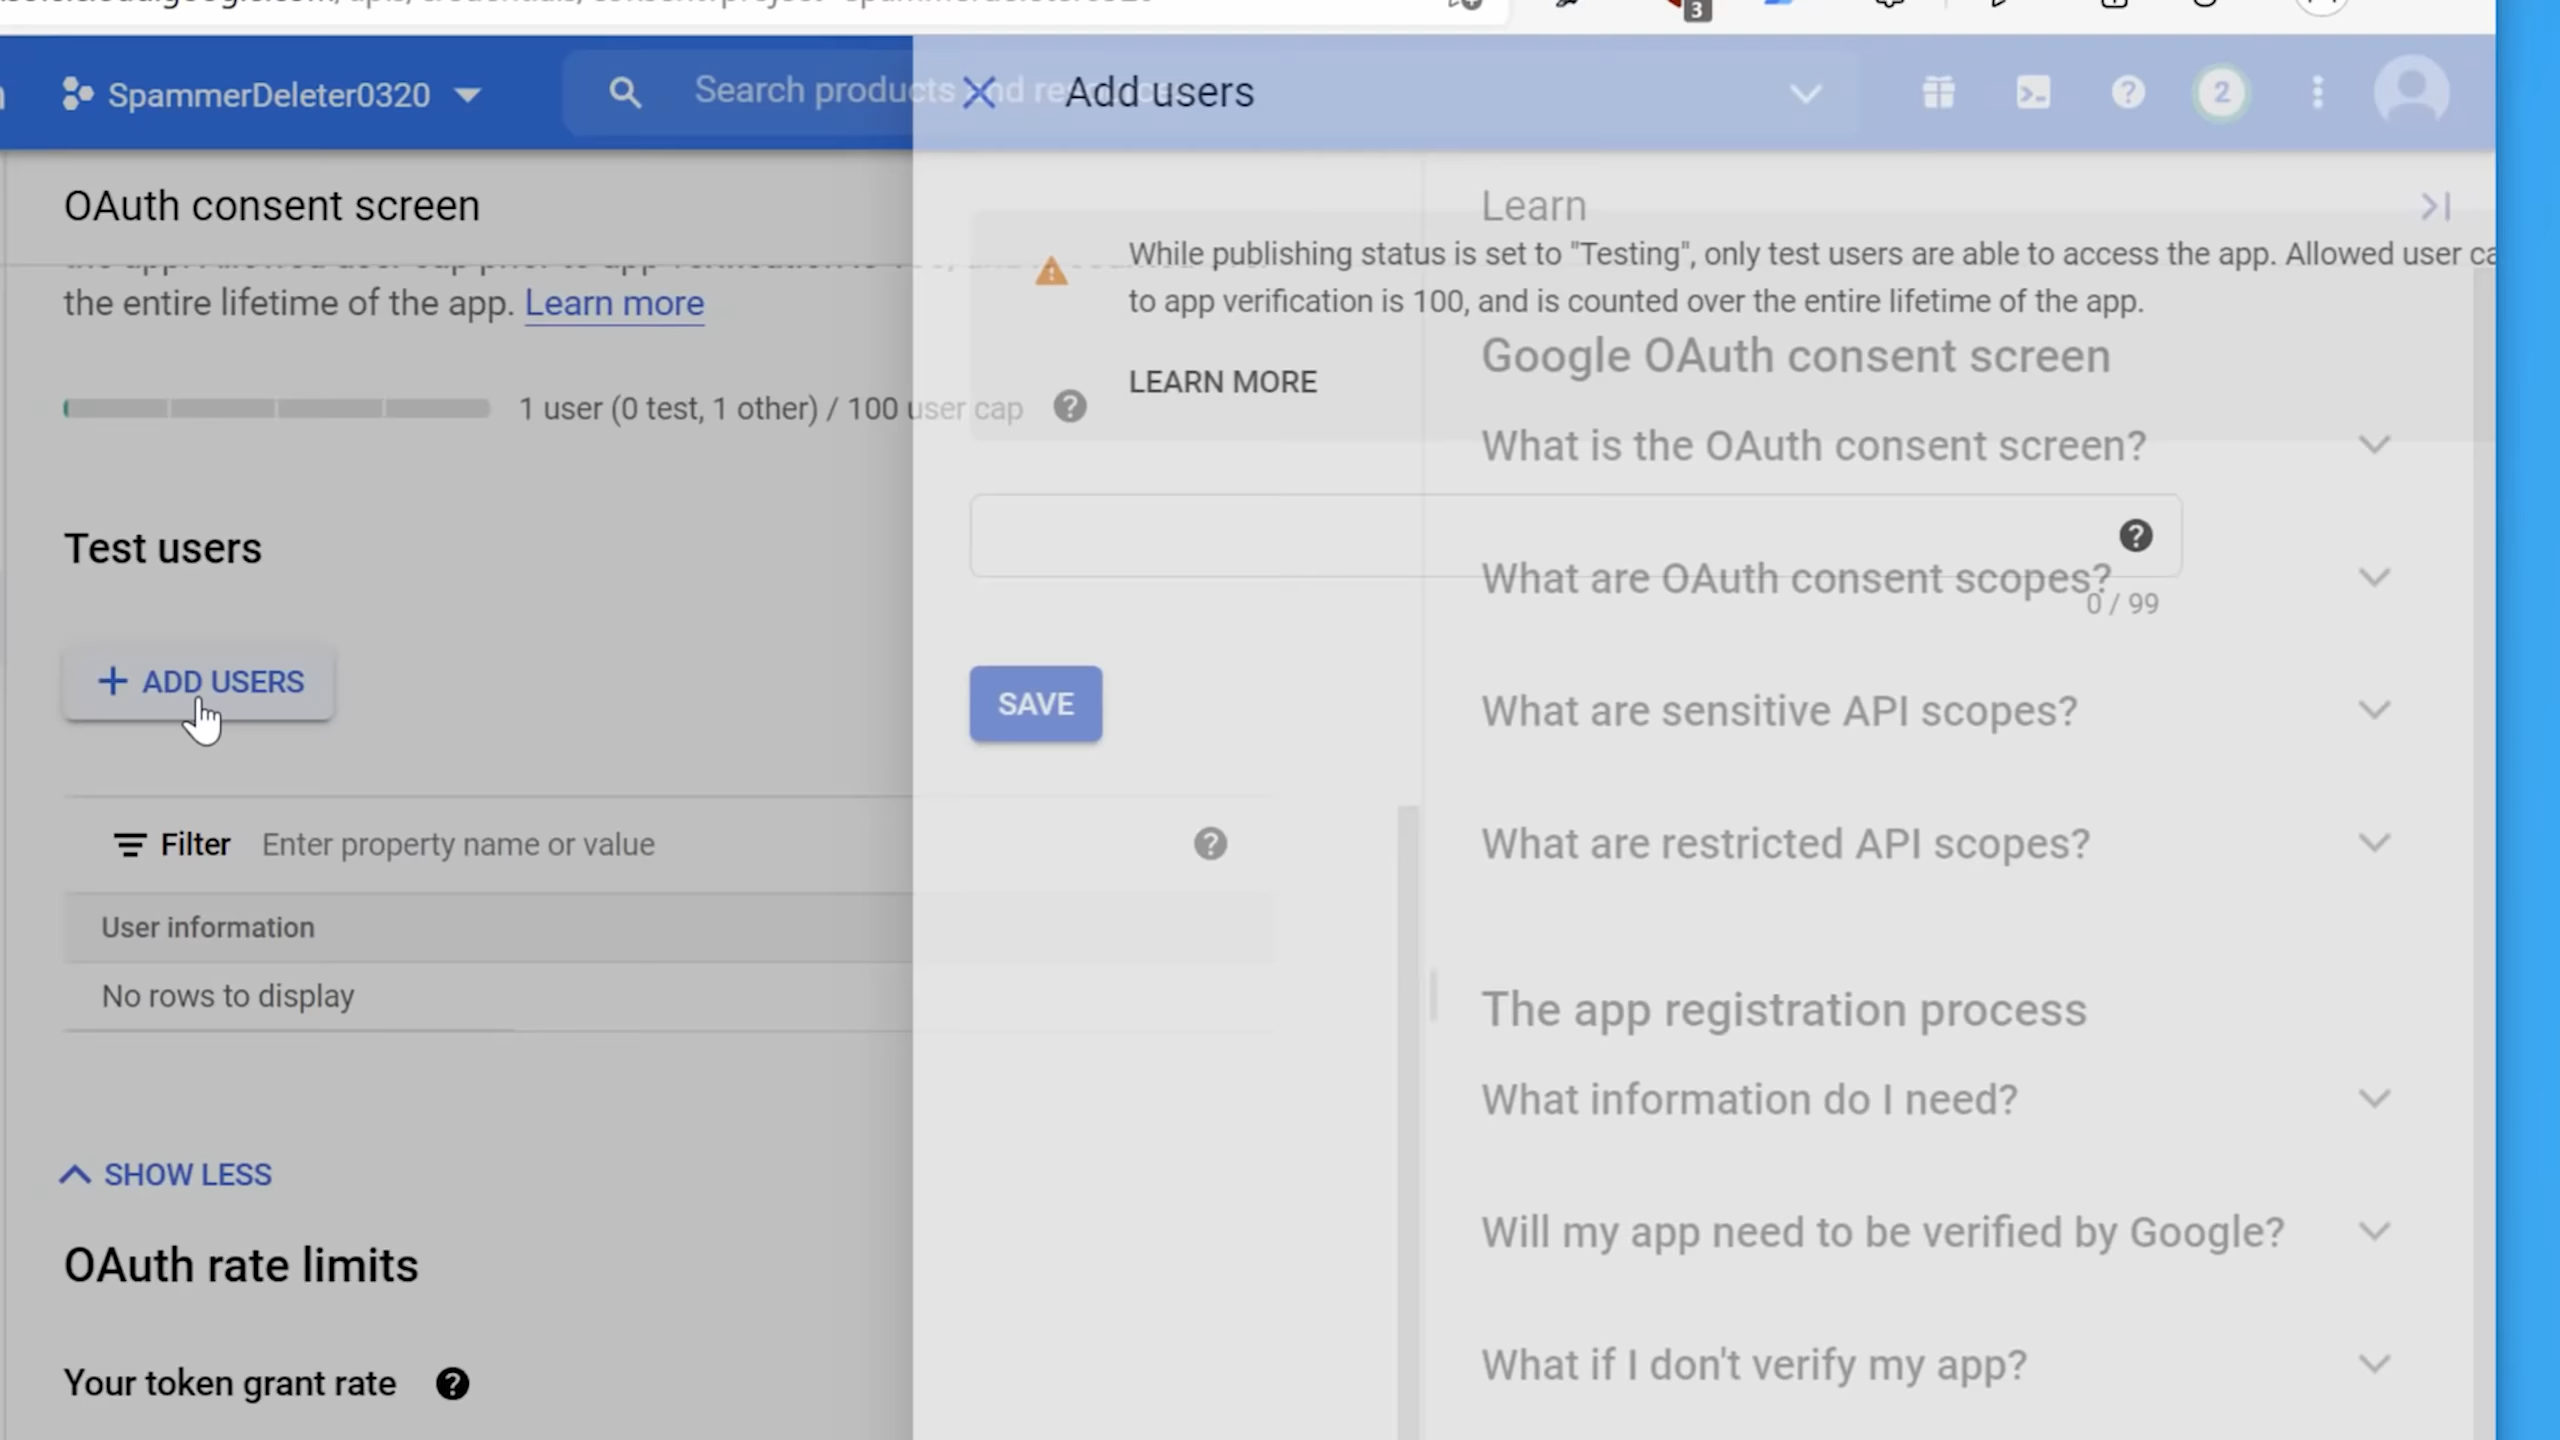 3
SpammerDeleter0320
Search products and re
Add users
2
OAuth consent screen
Learn
While publishing status is set to "Testing", only test users are able to access the app. Allowed user ca
to app verification is 100, and is counted over the entire lifetime of the app.
LEARN MORE
the entire lifetime of the app. Learn more
Google OAuth consent screen
1 user (0 test, 1 other) / 100 user cap
What is the OAuth consent screen?
Test users
What are OAuth consent scopes?
0 / 99
+ ADD USERS
SAVE
What are sensitive API scopes?
Filter Enter property name or value
What are restricted API scopes?
User information
No rows to display
The app registration process
What information do I need?
SHOW LESS
Will my app need to be verified by Google?
OAuth rate limits
What if I don't verify my app?
Your token grant rate